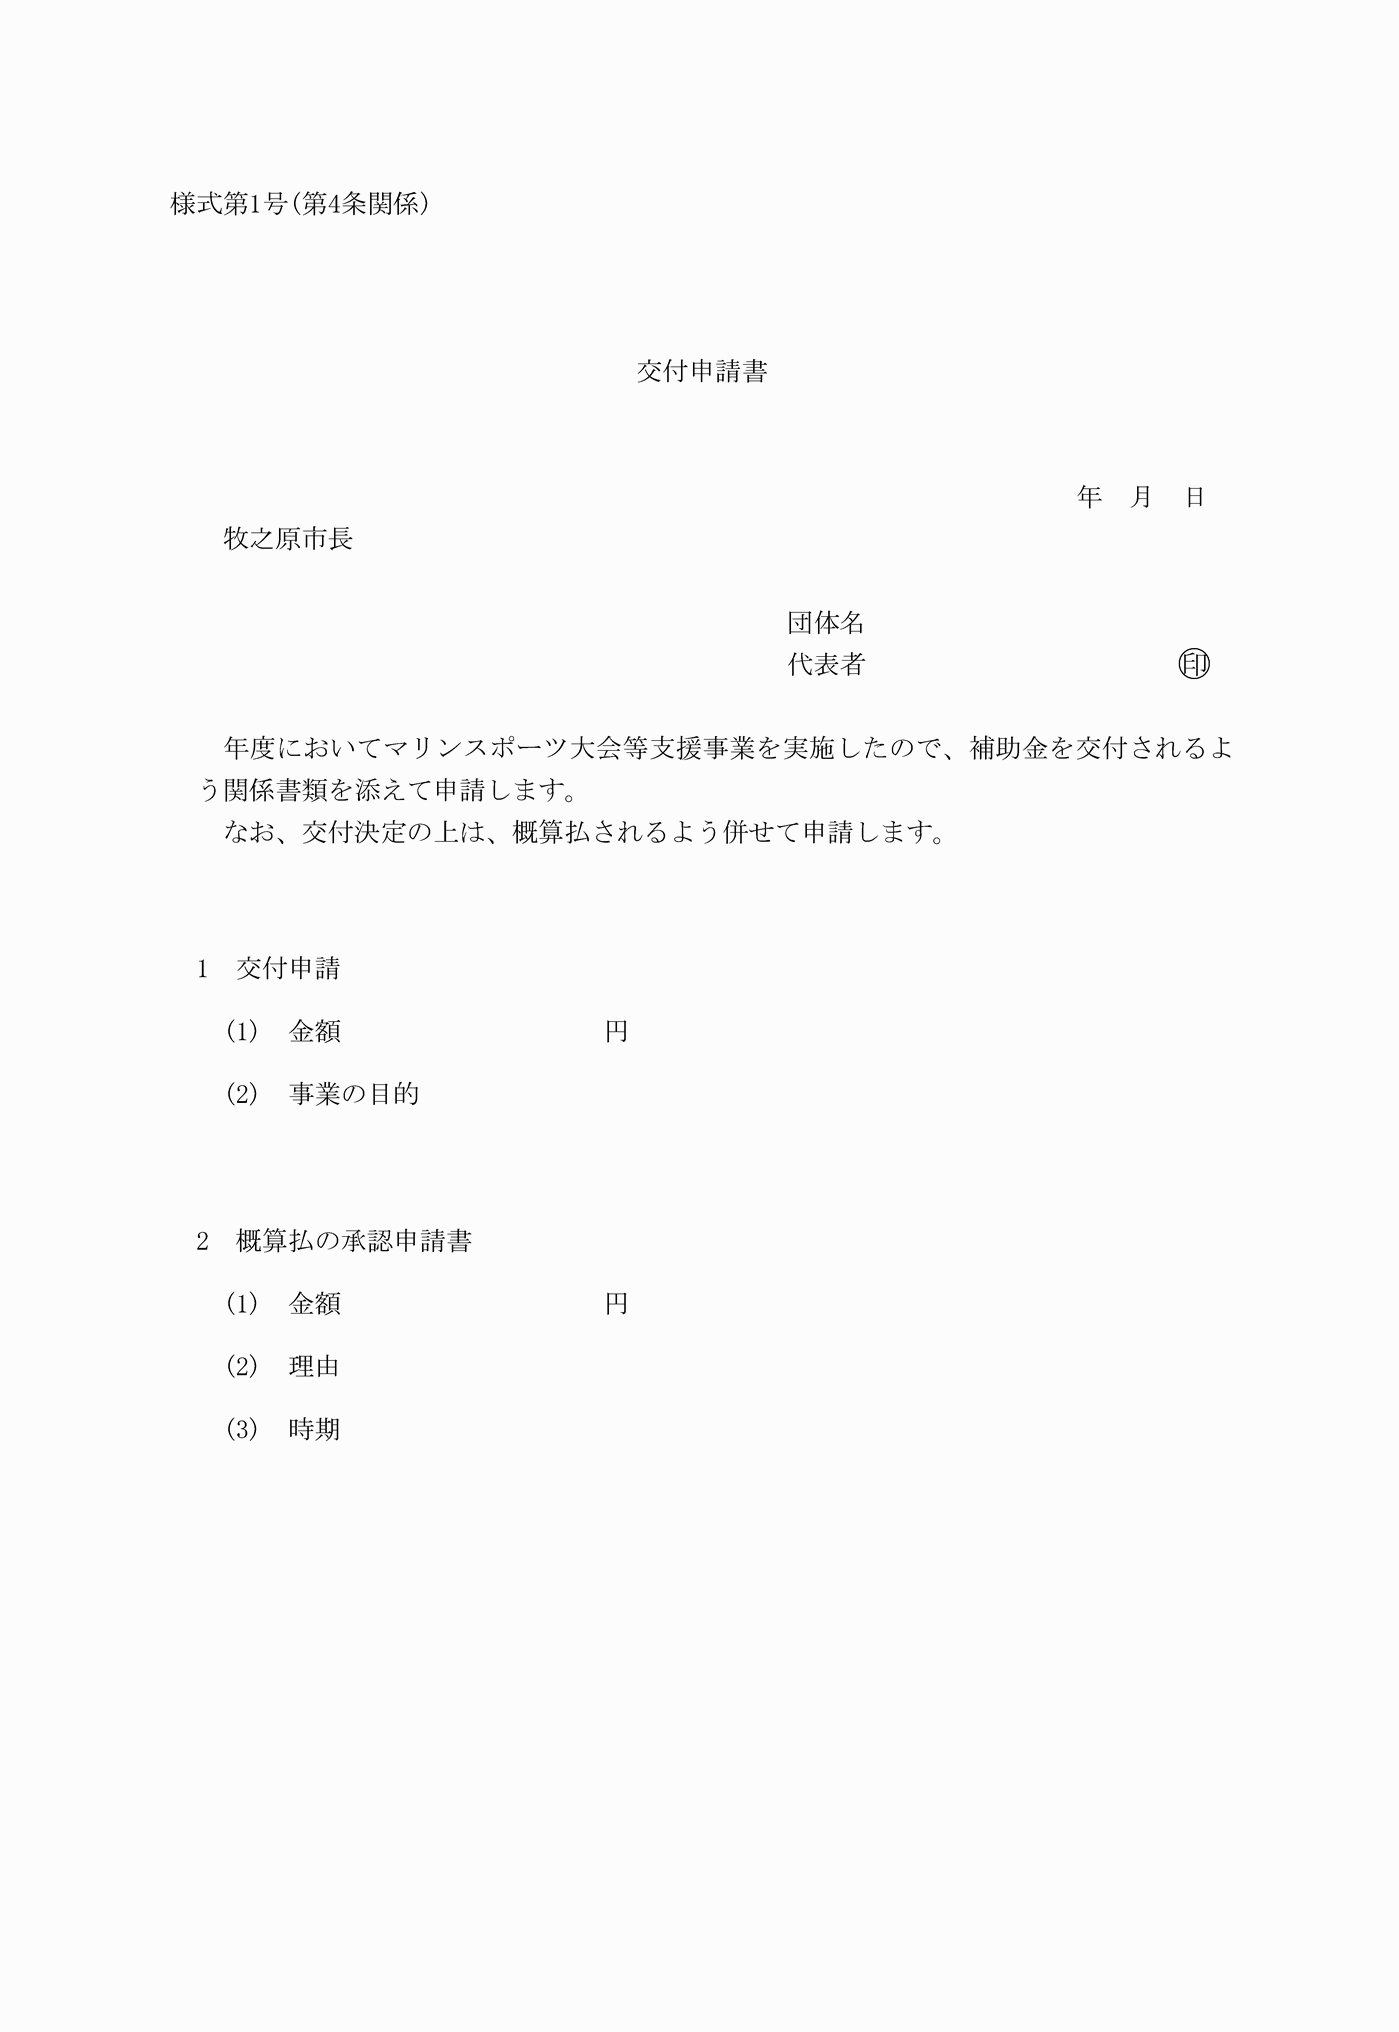 様式第1号(第4条関係)
交付申請書
年　月　日
牧之原市長
団体名
代表者　㊞
年度においてマリンスポーツ大会等支援事業を実施したので、補助金を交付されるよ
う関係書類を添えて申請します。
なお、交付決定の上は、概算払されるよう併せて申請します。
1　交付申請
(1)　金額　円
(2)　事業の目的
2　概算払の承認申請書
(1)　金額　円
(2)　理由
(3)　時期